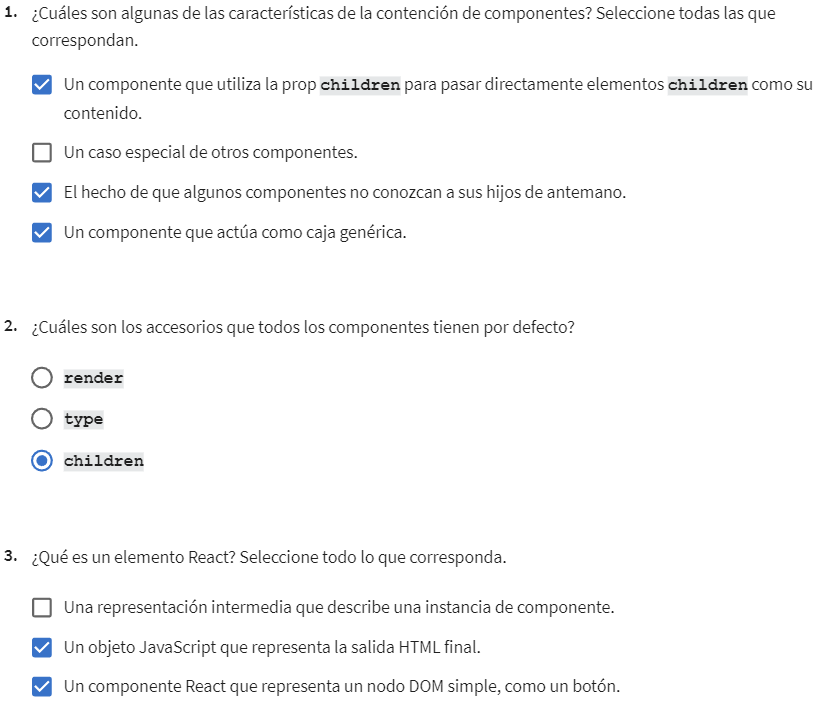 1. ¿Cuáles son algunas de las características de la contención de componentes? Seleccione todas las que
correspondan.
Un componente que utiliza la prop children para pasar directamente elementos children como su
contenido.
Un caso especial de otros componentes.
El hecho de que algunos componentes no conozcan a sus hijos de antemano.
Un componente que actúa como caja genérica.
2. ¿Cuáles son los accesorios que todos los componentes tienen por defecto?
render
type
children
3. ¿Qué es un elemento React? Seleccione todo lo que corresponda.
Una representación intermedia que describe una instancia de componente.
Un objeto JavaScript que representa la salida HTML final.
Un componente React que representa un nodo DOM simple, como un botón.